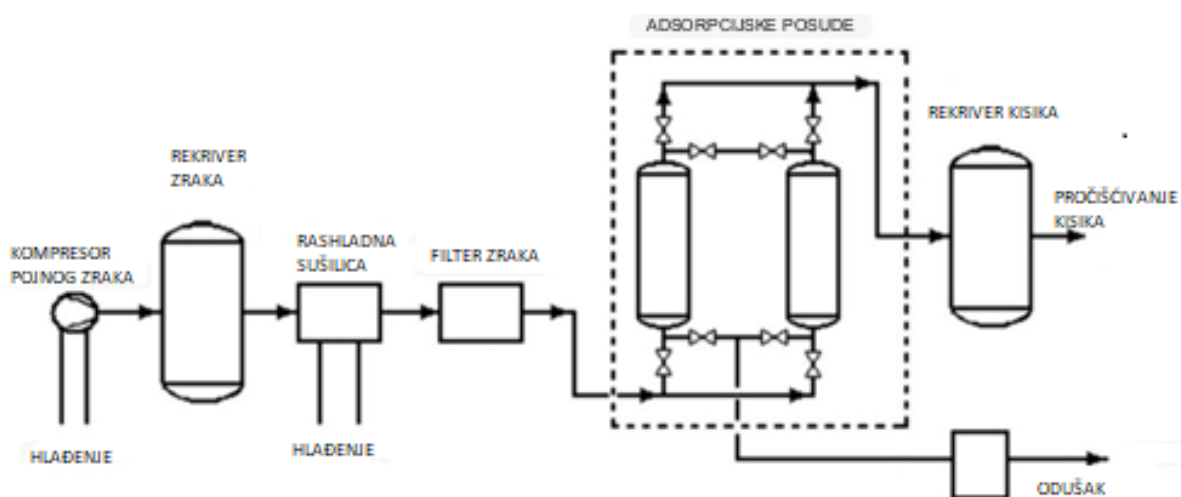 ADSORPCIJSKE POSUDE
REKRIVER KISIKA
REKRIVER
ZRAKA
PROČIŠĆIVANJE
KISIKA
KOMPRESOR
POJNOG ZRAKA
RASHLADNA
SUŠILICA
FILTER ZRAKA
HLAĐENJE
HLAĐENJE
ODUŠAK